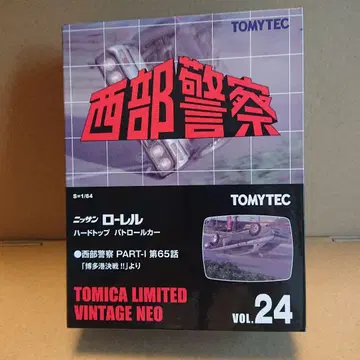 TOMYTEC
西部警察
S=1/64
ニッサン ローレル
ハードトップ パトロールカー
TOMYTEC
●西部警察 PART-Ⅰ 第65話
「博多港決戦!!」より
TOMICA LIMITED
VINTAGE NEO
VOL.24